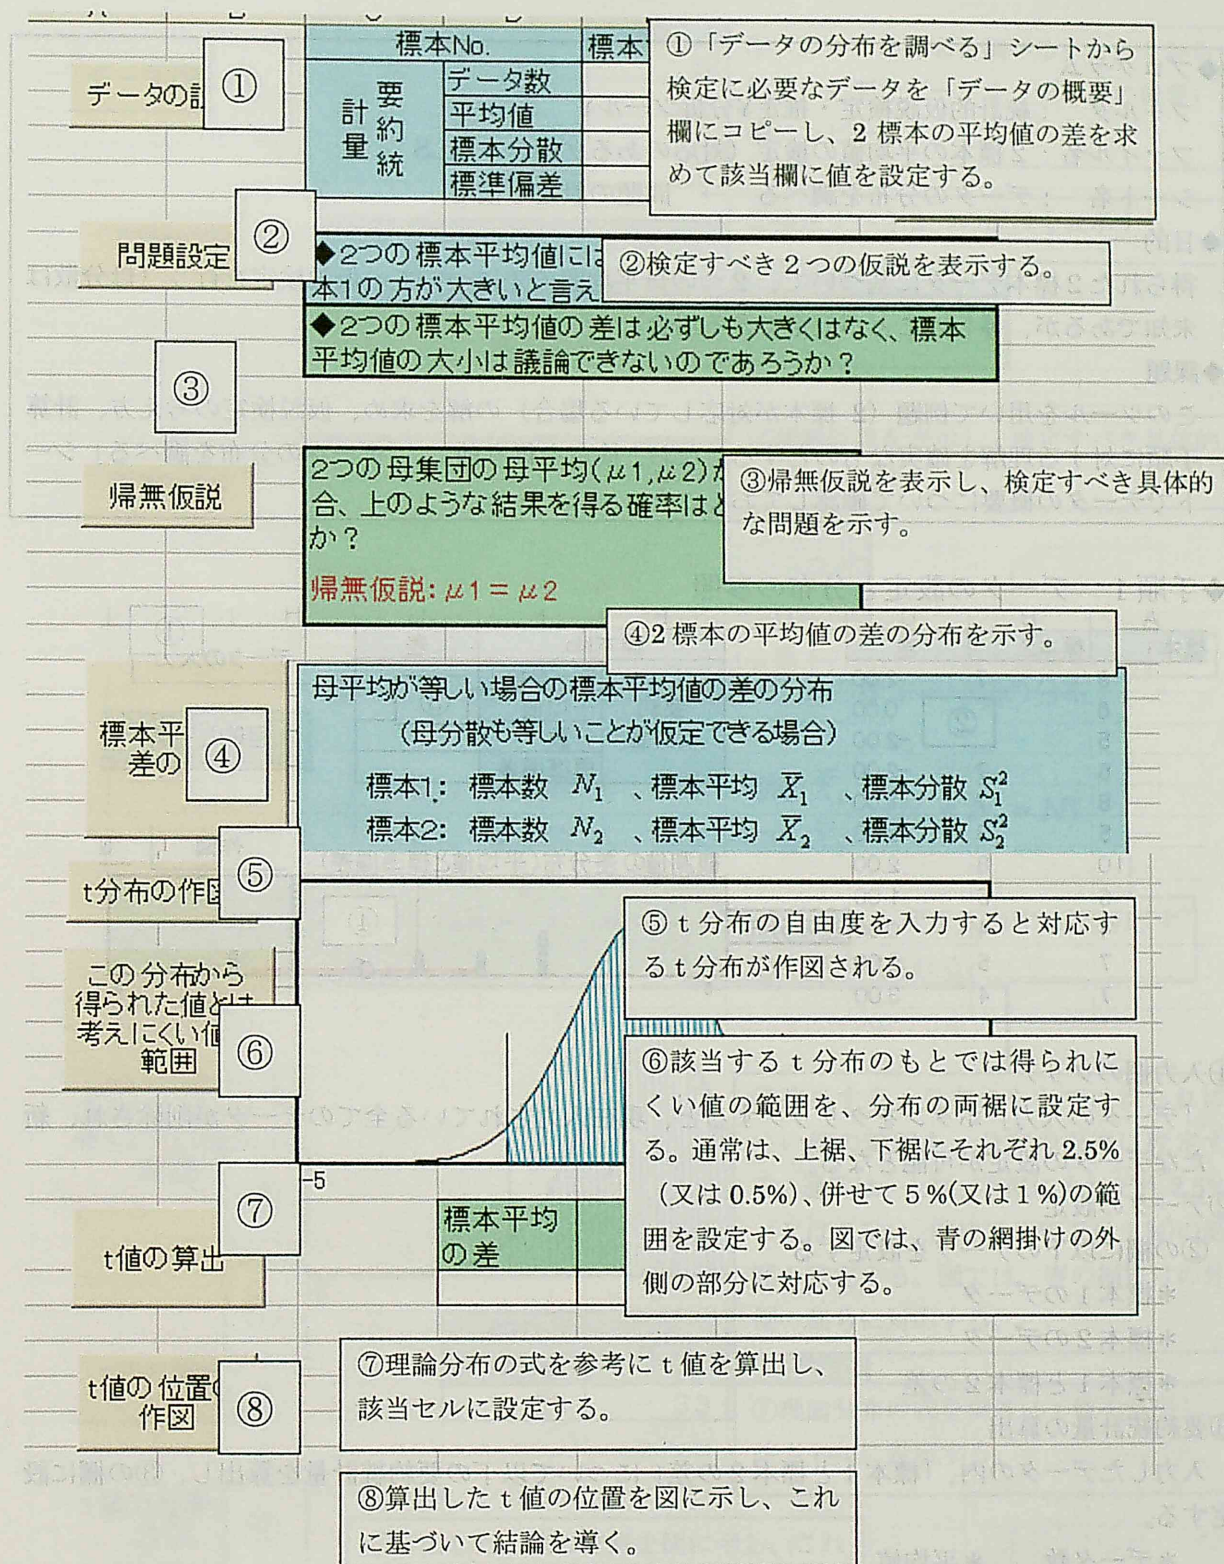 標本No.
標本
データの
①
要約統計量
データ数
平均値
標本分散
標準偏差
①「データの分布を調べる」シートから
検定に必要なデータを「データの概要」
欄にコピーし、2 標本の平均値の差を求
めて該当欄に値を設定する。
問題設定
②
◆2つの標本平均値には
本1の方が大きいと言え
②検定すべき２つの仮説を表示する。
◆2つの標本平均値の差は必ずしも大きくはなく、標本
平均値の大小は議論できないのであろうか？
③
帰無仮説
2つの母集団の母平均(μ1,μ2)が
合、上のような結果を得る確率はど
か？
帰無仮説: μ1 = μ2
③帰無仮説を表示し、検定すべき具体的
な問題を示す。
④2 標本の平均値の差の分布を示す。
標本平
差の
④
母平均が等しい場合の標本平均値の差の分布
（母分散も等しいことが仮定できる場合）
標本1: 標本数 N₁ 、標本平均 X̄₁ 、標本分散 S₁²
標本2: 標本数 N₂ 、標本平均 X̄₂ 、標本分散 S₂²
t分布の作図
⑤
⑤ t 分布の自由度を入力すると対応す
る t 分布が作図される。
この分布から
得られた値とは
考えにくい値
範囲
⑥
⑥該当する t 分布のもとでは得られに
くい値の範囲を、分布の両裾に設定す
る。通常は、上裾、下裾にそれぞれ 2.5%
（又は 0.5%）、併せて５%(又は１%)の範
囲を設定する。図では、青の網掛けの外
側の部分に対応する。
-5
⑦
t値の算出
標本平均
の差
⑦理論分布の式を参考に t 値を算出し、
該当セルに設定する。
t値の位置の
作図
⑧
⑧算出した t 値の位置を図に示し、これ
に基づいて結論を導く。